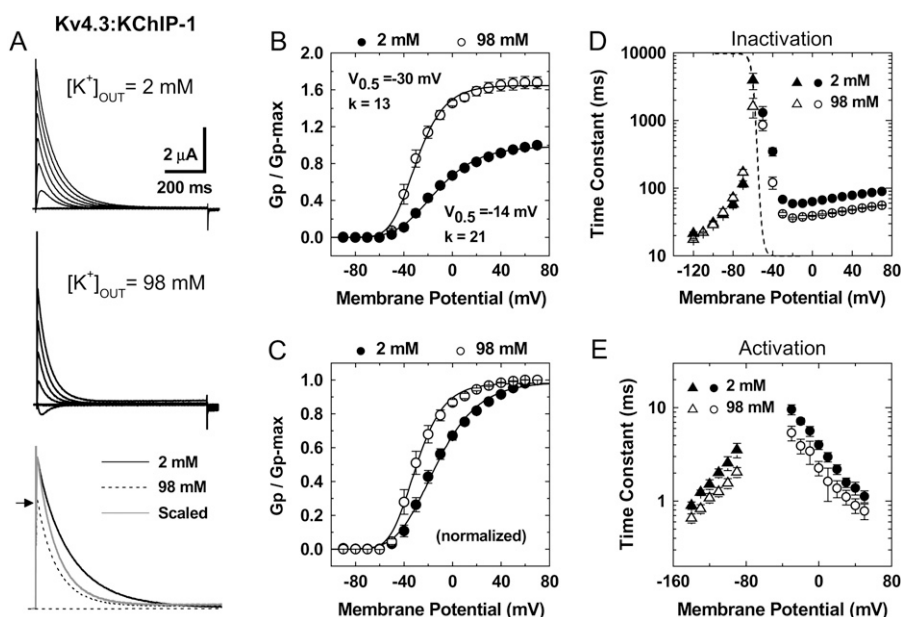 Kv4.3:KChIP-1
A
[K⁺]OUT = 2 mM
2 µA
200 ms
[K⁺]OUT = 98 mM
2 mM
98 mM
Scaled
B
2 mM 98 mM
V0.5=-30 mV
k = 13
V0.5=-14 mV
k = 21
Gp / Gp-max
2.0
1.6
1.2
0.8
0.4
0.0
-80 -40 0 40 80
Membrane Potential (mV)
C
2 mM 98 mM
(normalized)
Gp / Gp-max
1.0
0.8
0.6
0.4
0.2
0.0
-80 -40 0 40 80
Membrane Potential (mV)
D
Inactivation
2 mM
98 mM
Time Constant (ms)
10000
1000
100
10
-120 -80 -40 0 40 80
Membrane Potential (mV)
E
Activation
2 mM
98 mM
Time Constant (ms)
10
1
-160 -80 0 80
Membrane Potential (mV)